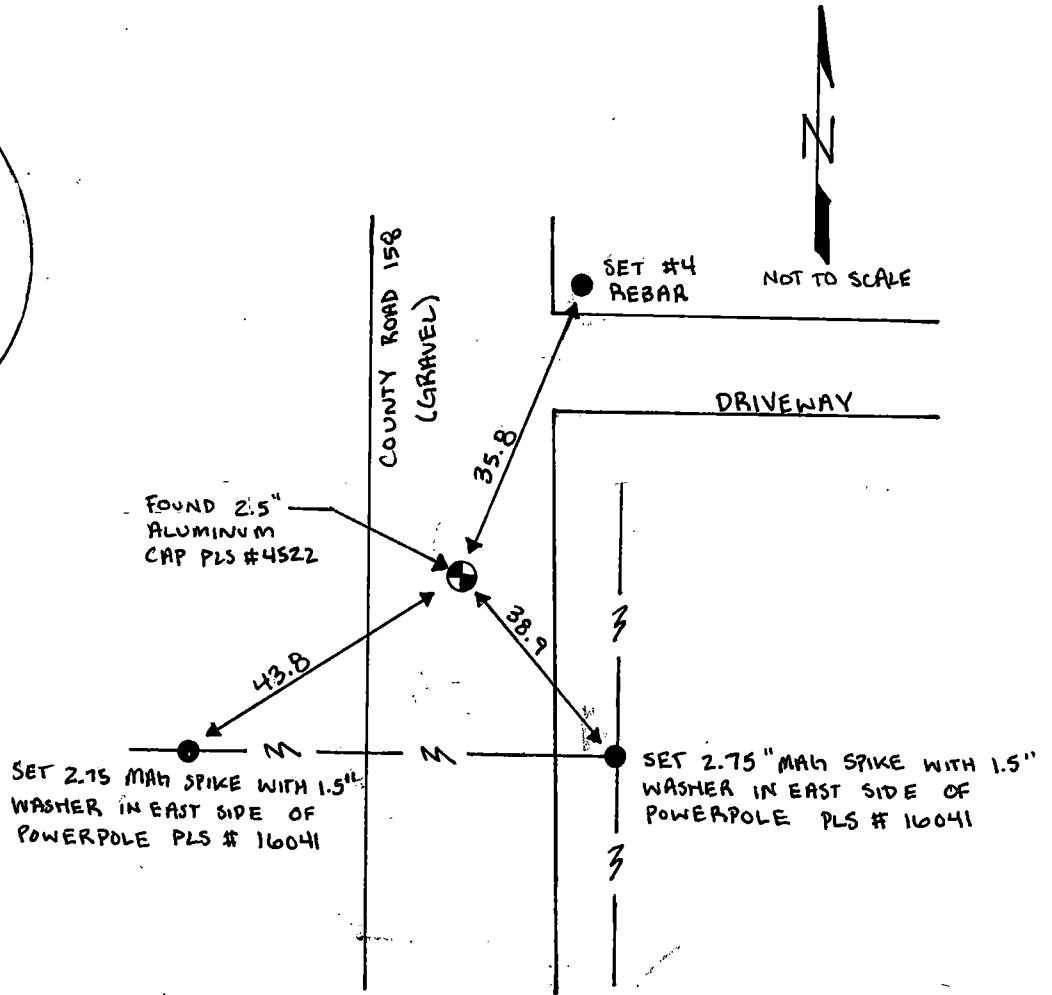 N
NOT TO SCALE
SET #4
REBAR
COUNTY ROAD 158
(GRAVEL)
DRIVEWAY
35.8
FOUND 2.5"
ALUMINUM
CAP PLS #4522
38.9
43.8
SET 2.75 MAG SPIKE WITH 1.5"
WASHER IN EAST SIDE OF
POWERPOLE PLS # 16041
SET 2.75" MAG SPIKE WITH 1.5"
WASHER IN EAST SIDE OF
POWERPOLE PLS # 16041